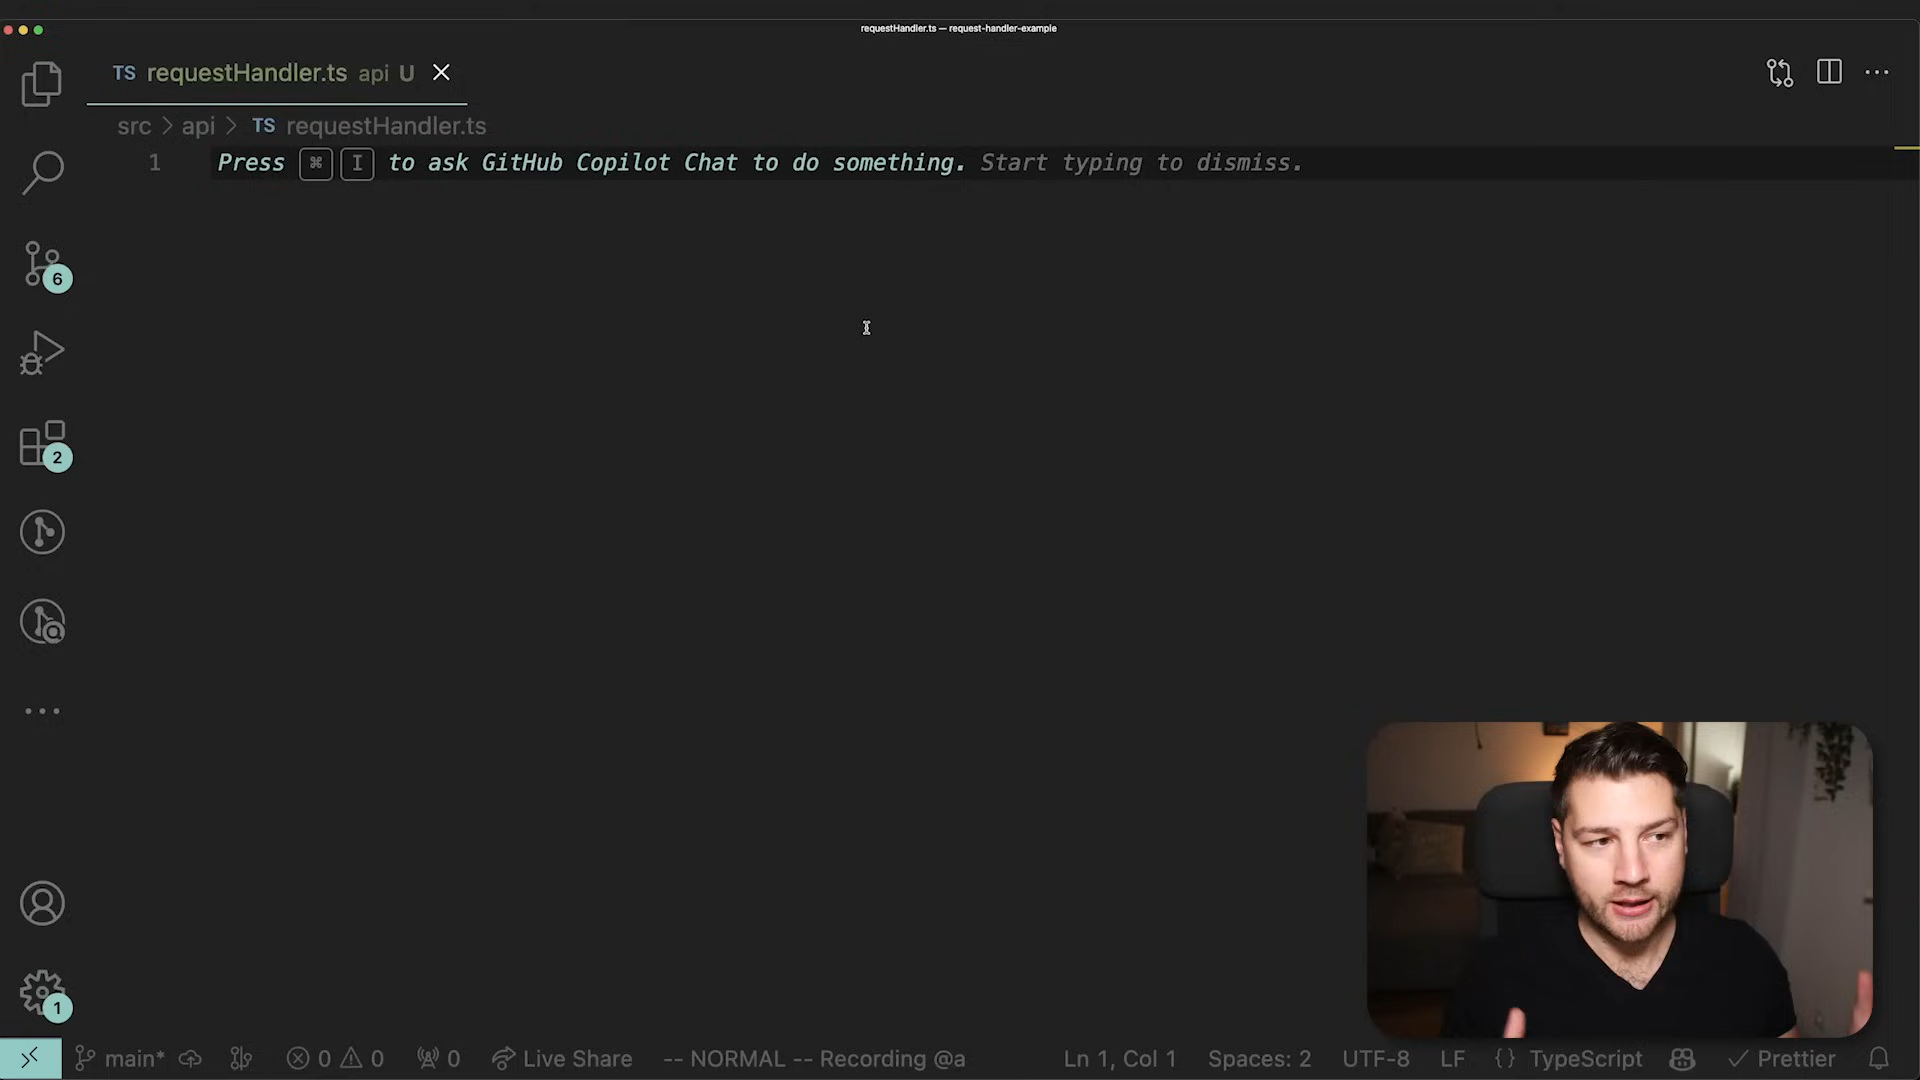 requestHandler.ts — request-handler-example
TS requestHandler.ts api U
src > api > TS requestHandler.ts
1 Press ⌘ I to ask GitHub Copilot Chat to do something. Start typing to dismiss.
6
2
1
main* 0 0 0 Live Share -- NORMAL -- Recording @a Ln 1, Col 1 Spaces: 2 UTF-8 LF {} TypeScript Prettier